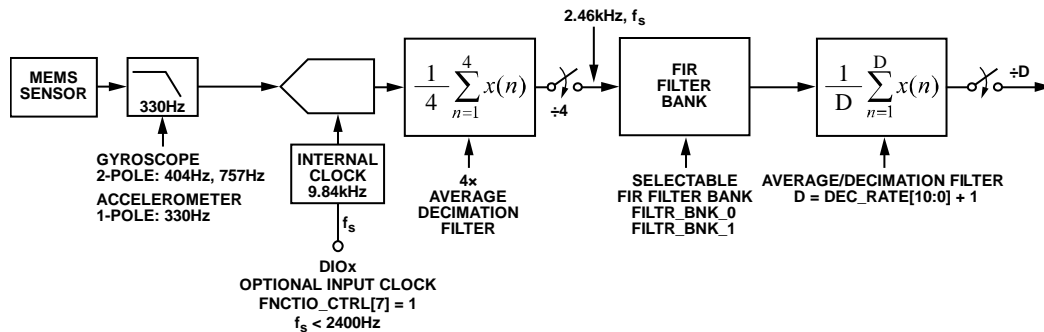 2.46kHz, fs
MEMS
SENSOR
330Hz
1
4
4
∑ x(n)
n=1
÷4
FIR
FILTER
BANK
1
D
D
∑ x(n)
n=1
÷D
GYROSCOPE
2-POLE: 404Hz, 757Hz
ACCELEROMETER
1-POLE: 330Hz
INTERNAL
CLOCK
9.84kHz
fs
DIOx
OPTIONAL INPUT CLOCK
FNCTIO_CTRL[7] = 1
fs < 2400Hz
4×
AVERAGE
DECIMATION
FILTER
SELECTABLE
FIR FILTER BANK
FILTR_BNK_0
FILTR_BNK_1
AVERAGE/DECIMATION FILTER
D = DEC_RATE[10:0] + 1